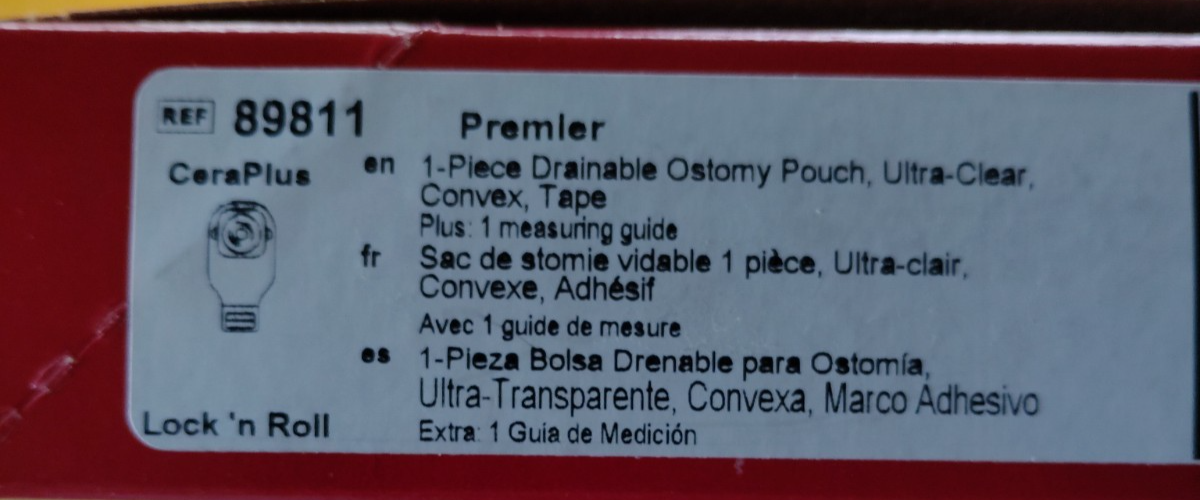 REF 89811
Premier
CeraPlus
en 1-Piece Drainable Ostomy Pouch, Ultra-Clear,
Convex, Tape
Plus: 1 measuring guide
fr Sac de stomie vidable 1 pièce, Ultra-clair,
Convexe, Adhésif
Avec 1 guide de mesure
es 1-Pieza Bolsa Drenable para Ostomía,
Ultra-Transparente, Convexa, Marco Adhesivo
Extra: 1 Guia de Medición
Lock 'n Roll